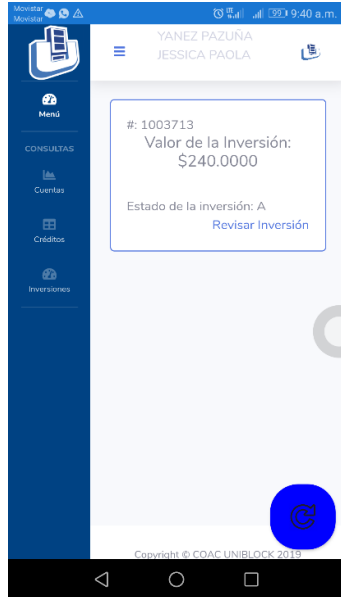 Movistar
Movistar
99 9:40 a.m.
YANEZ PAZUÑA
JESSICA PAOLA
Menú
CONSULTAS
Cuentas
Créditos
Inversiones
#: 1003713
Valor de la Inversión:
$240.0000
Estado de la inversión: A
Revisar Inversión
Copyright © COAC UNIBLOCK 2019